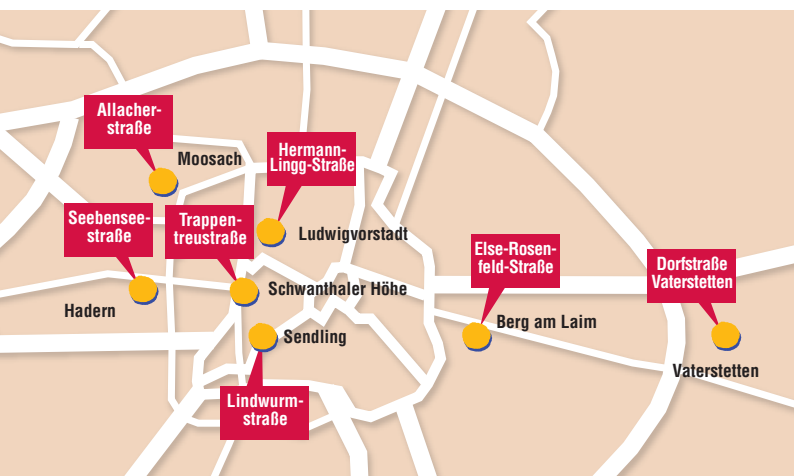 Allacher-
straße
Moosach
Hermann-
Lingg-Straße
Seebensee-
straße
Trappen-
treustraße
Ludwigvorstadt
Else-Rosen-
feld-Straße
Dorfstraße
Vaterstetten
Schwanthaler Höhe
Hadern
Sendling
Berg am Laim
Vaterstetten
Lindwurm-
straße